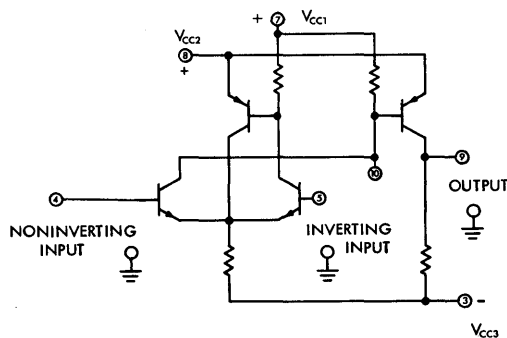 + 7 VCC1
VCC2
8
+
4
5
10
9
OUTPUT
NONINVERTING
INPUT
INVERTING
INPUT
3 −
VCC3